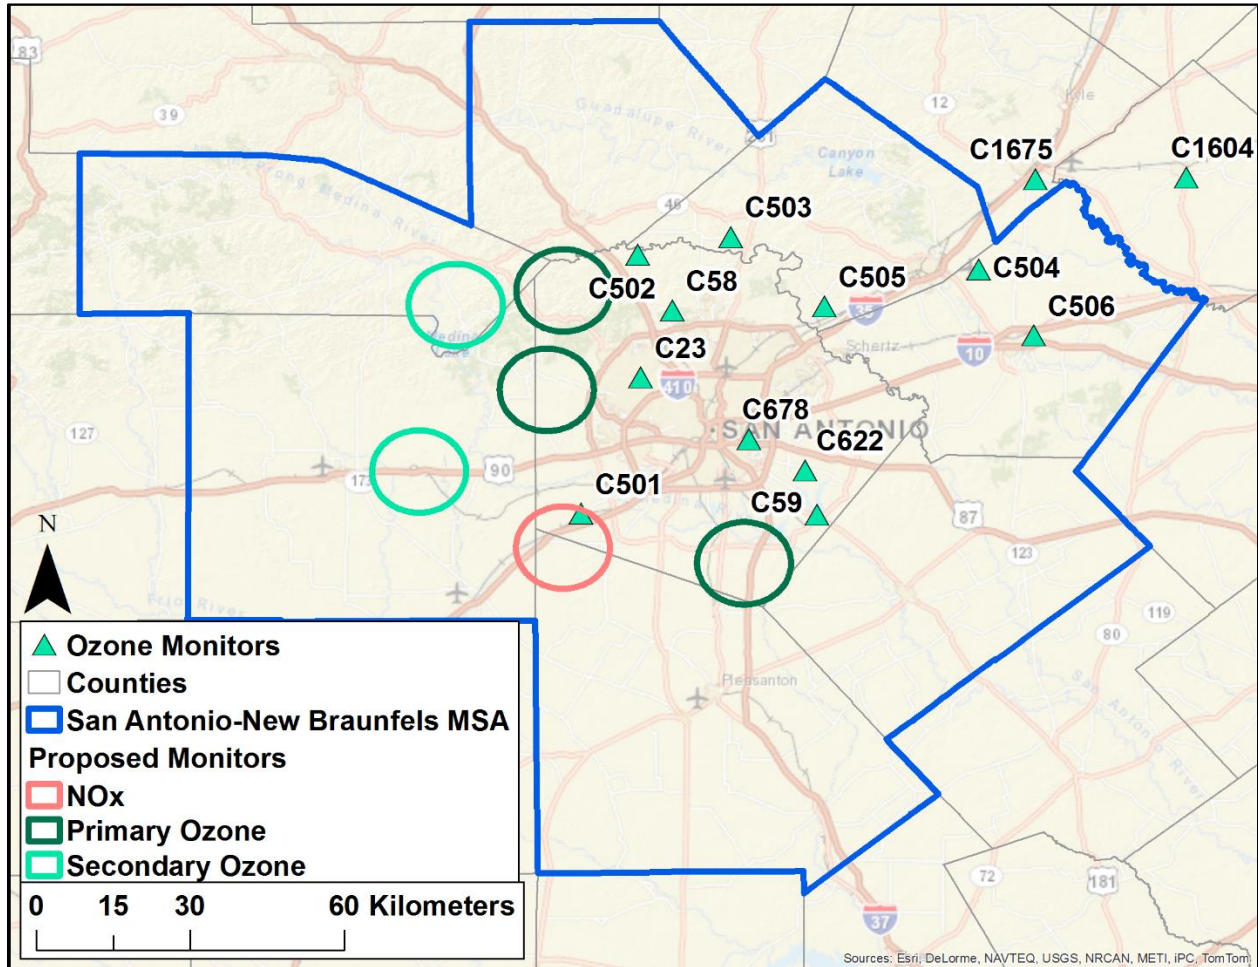 83
39
Guadalupe River
281
12
Kyle
Canyon
Lake
C1675
C1604
46
C503
C502
C58
C505
C504
35
C506
Schertz
10
C23
410
127
C678
SAN ANTONIO
C622
90
173
C501
C59
Medina River
87
123
N
Frio River
119
80
Pleasanton
San Antonio
River
72
181
37
Ozone Monitors
Counties
San Antonio-New Braunfels MSA
Proposed Monitors
NOx
Primary Ozone
Secondary Ozone
0 15 30 60 Kilometers
Sources: Esri, DeLorme, NAVTEQ, USGS, NRCAN, METI, iPC, TomTom